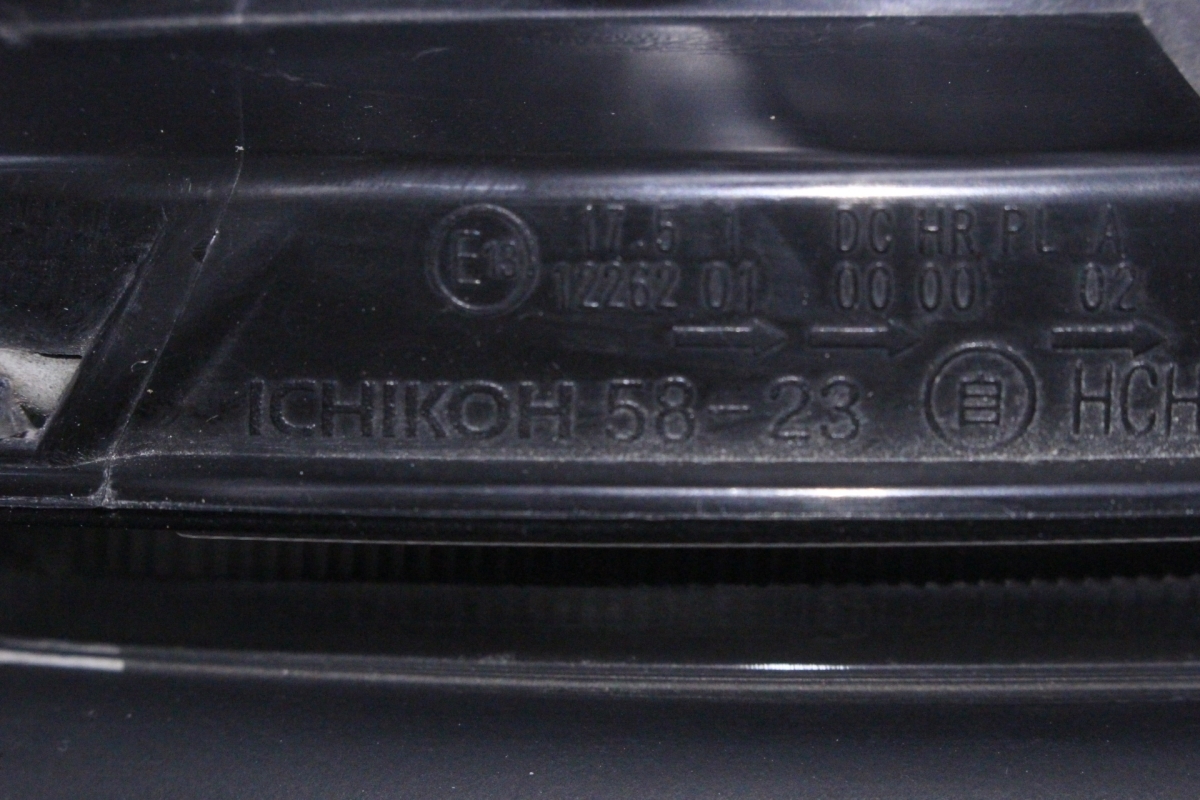 E13 17.5 1 DC HR PL A
12262 01 00 00 02
ICHIKOH 58-23 自 HCH